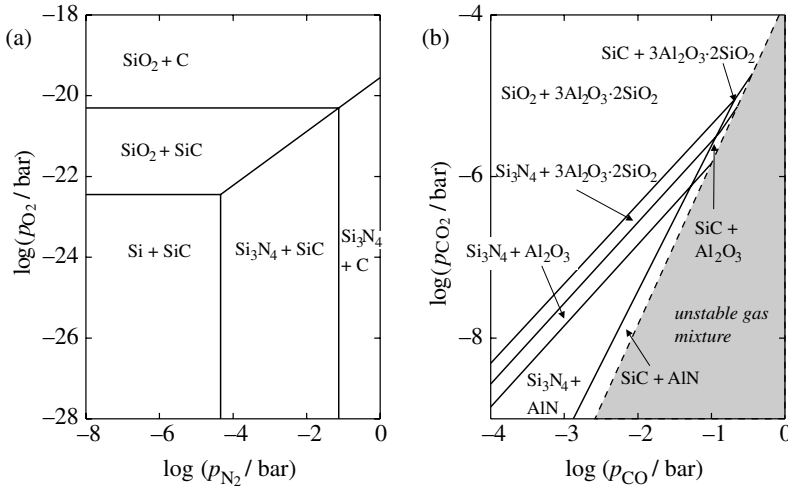 (a)
−18
−20
−22
−24
−26
−28
−8
−4
−2
0
log(pO₂ / bar)
log (pN₂ / bar)
SiO₂ + C
SiO₂ + SiC
Si + SiC
Si₃N₄ + SiC
Si₃N₄
+ C
(b)
−4
−6
−8
−4
−3
−2
−1
0
log(pCO₂ / bar)
log (pCO / bar)
SiC + 3Al₂O₃·2SiO₂
SiO₂ + 3Al₂O₃·2SiO₂
Si₃N₄ + 3Al₂O₃·2SiO₂
Si₃N₄ + Al₂O₃
SiC +
Al₂O₃
unstable gas
mixture
Si₃N₄ +
AlN
SiC + AlN